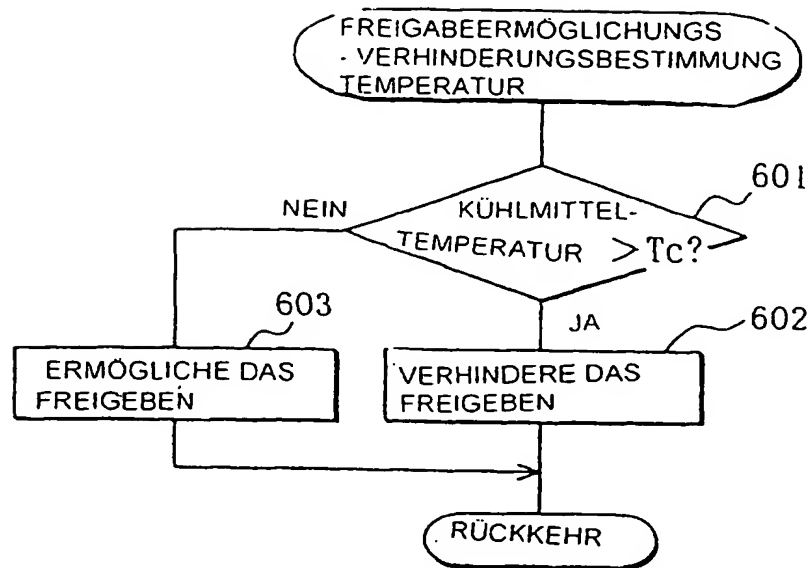 FREIGABEERMÖGLICHUNGS
- VERHINDERUNGSBESTIMMUNG
TEMPERATUR
601
NEIN
KÜHLMITTEL-
TEMPERATUR > Tc?
603
JA
602
ERMÖGLICHE DAS
FREIGEBEN
VERHINDERE DAS
FREIGEBEN
RÜCKKEHR